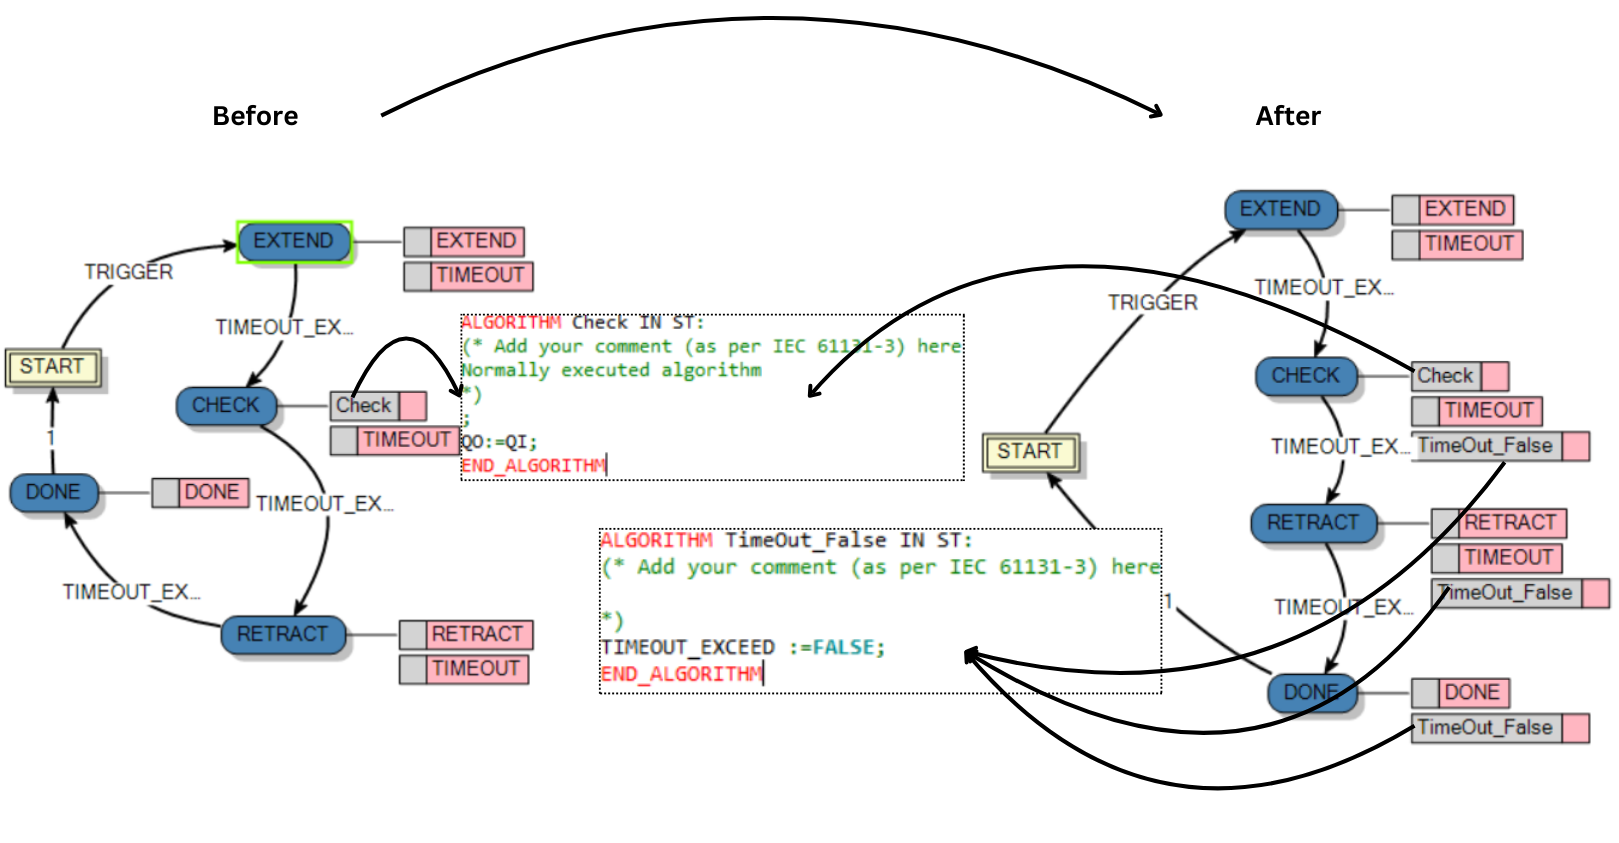 Before
After
EXTEND
EXTEND
TIMEOUT
TRIGGER
TIMEOUT_EX...
START
CHECK
Check
TIMEOUT
1
DONE
DONE
TIMEOUT_EX...
TIMEOUT_EX...
RETRACT
RETRACT
TIMEOUT
ALGORITHM Check IN ST:
(* Add your comment (as per IEC 61131-3) here
Normally executed algorithm
*)
;
QO:=QI;
END_ALGORITHM
ALGORITHM TimeOut_False IN ST:
(* Add your comment (as per IEC 61131-3) here
*)
TIMEOUT_EXCEED :=FALSE;
END_ALGORITHM
EXTEND
EXTEND
TIMEOUT
TIMEOUT_EX...
TRIGGER
CHECK
Check
TIMEOUT
TimeOut_False
TIMEOUT_EX...
START
RETRACT
RETRACT
TIMEOUT
TimeOut_False
TIMEOUT_EX...
1
DONE
DONE
TimeOut_False